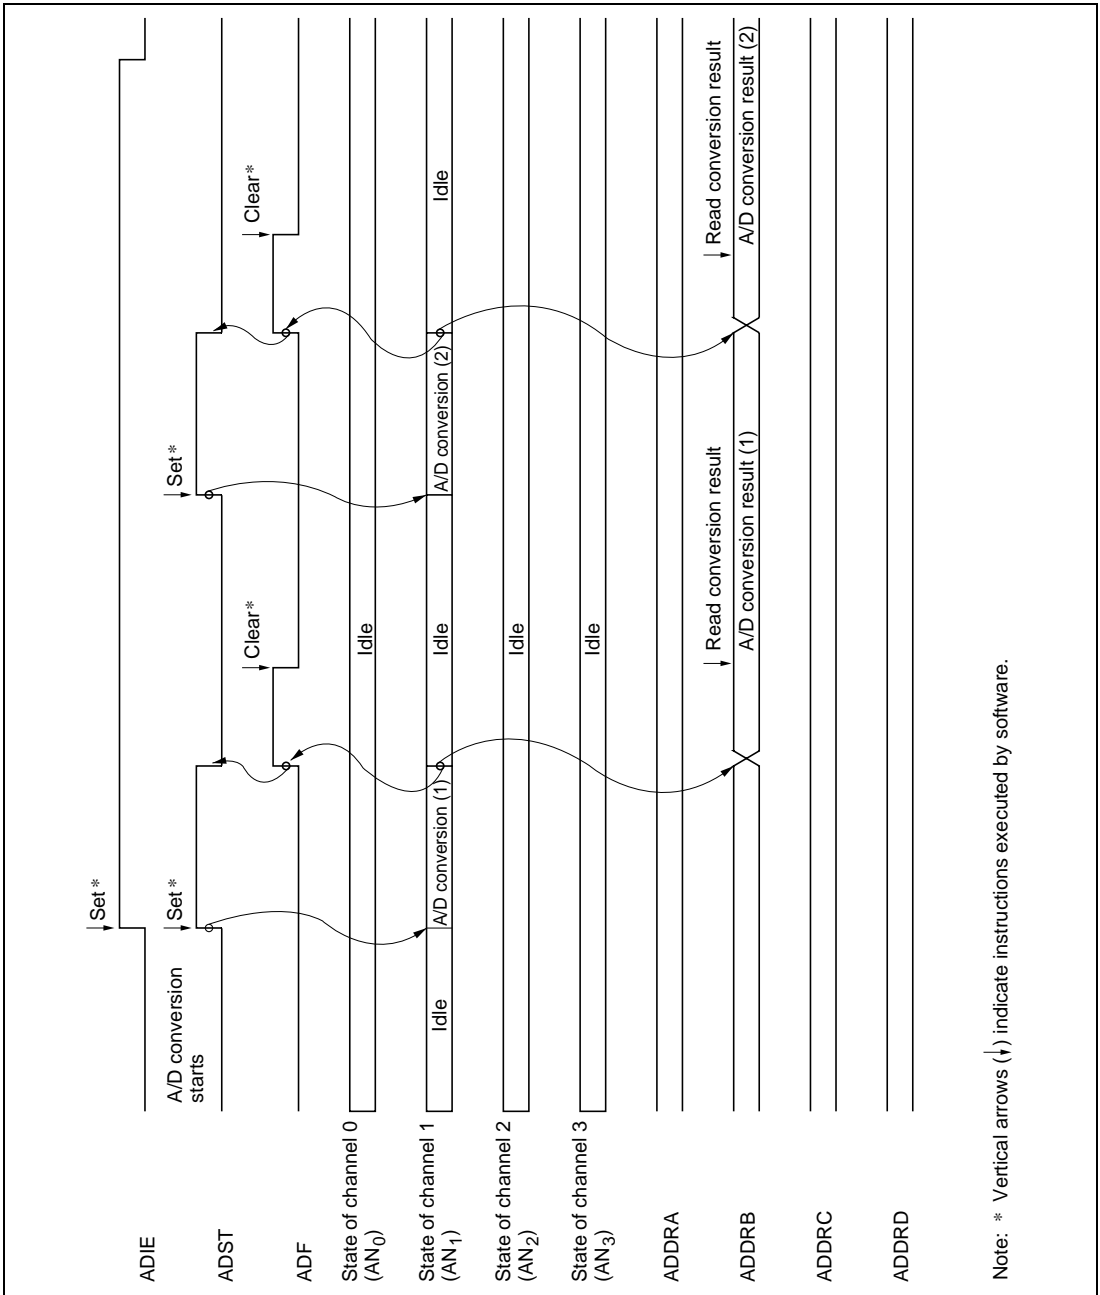 Set*
ADIE
A/D conversion
starts
Set*
Set*
ADST
Clear*
Clear*
ADF
State of channel 0
(AN0)
Idle
State of channel 1
(AN1)
Idle
A/D conversion (1)
Idle
A/D conversion (2)
Idle
State of channel 2
(AN2)
Idle
State of channel 3
(AN3)
Idle
ADDRA
Read conversion result
Read conversion result
ADDRB
A/D conversion result (1)
A/D conversion result (2)
ADDRC
ADDRD
Note: * Vertical arrows (↓) indicate instructions executed by software.